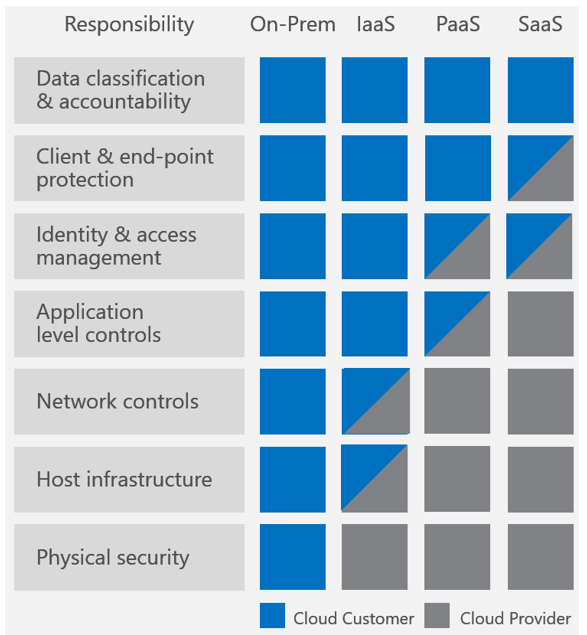 Responsibility On-Prem IaaS PaaS SaaS
Data classification
& accountability
Client & end-point
protection
Identity & access
management
Application
level controls
Network controls
Host infrastructure
Physical security
Cloud Customer Cloud Provider